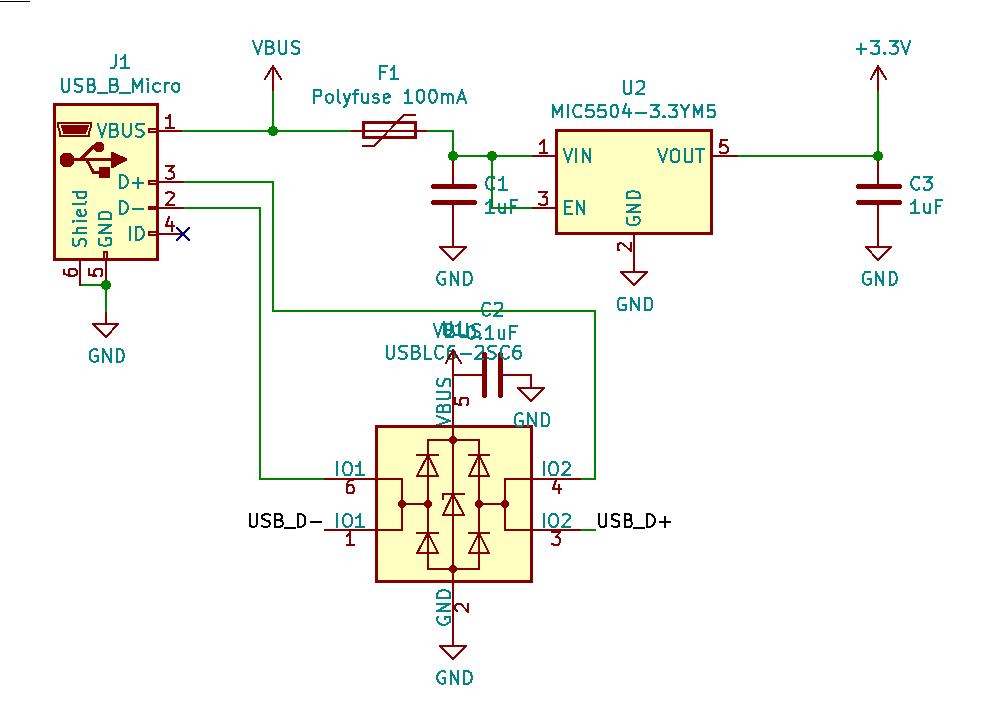 J1
USB_B_Micro
VBUS
1
D+
3
D-
2
ID
4
Shield
GND
6
5
GND
VBUS
F1
Polyfuse 100mA
C1
1uF
GND
U2
MIC5504-3.3YM5
1
VIN
VOUT
5
3
EN
GND
2
GND
+3.3V
C3
1uF
GND
C2
0.1uF
VBUS
U1
USBLC6-2SC6
VBUS
5
GND
IO1
6
IO2
4
USB_D-
IO1
1
IO2
3
USB_D+
GND
2
GND